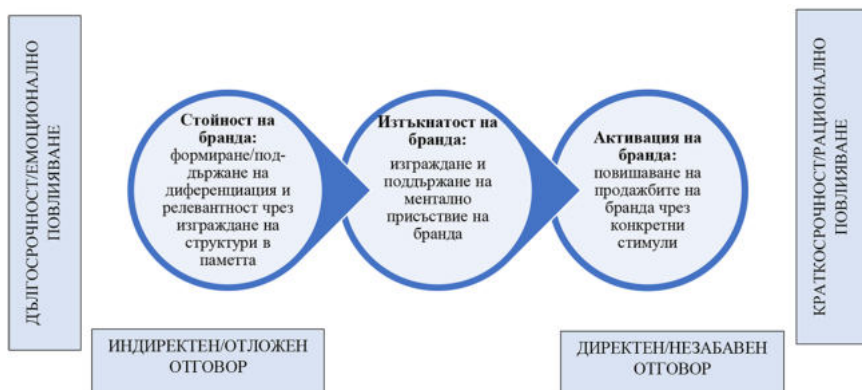 ДЪЛГОСРОЧНОСТ/ЕМОЦИОНАЛНО
ПОВЛИЯВАНЕ
Стойност на
бранда:
формиране/под-
държане на
диференциация и
релевантност чрез
изграждане на
структури в
паметта
Изтъкнатост на
бранда:
изграждане и
поддържане на
ментално
присъствие на
бранда
Активация на
бранда:
повишаване на
продажбите на
бранда чрез
конкретни
стимули
КРАТКОСРОЧНОСТ/РАЦИОНАЛНО
ПОВЛИЯВАНЕ
ИНДИРЕКТЕН/ОТЛОЖЕН
ОТГОВОР
ДИРЕКТЕН/НЕЗАБАВЕН
ОТГОВОР